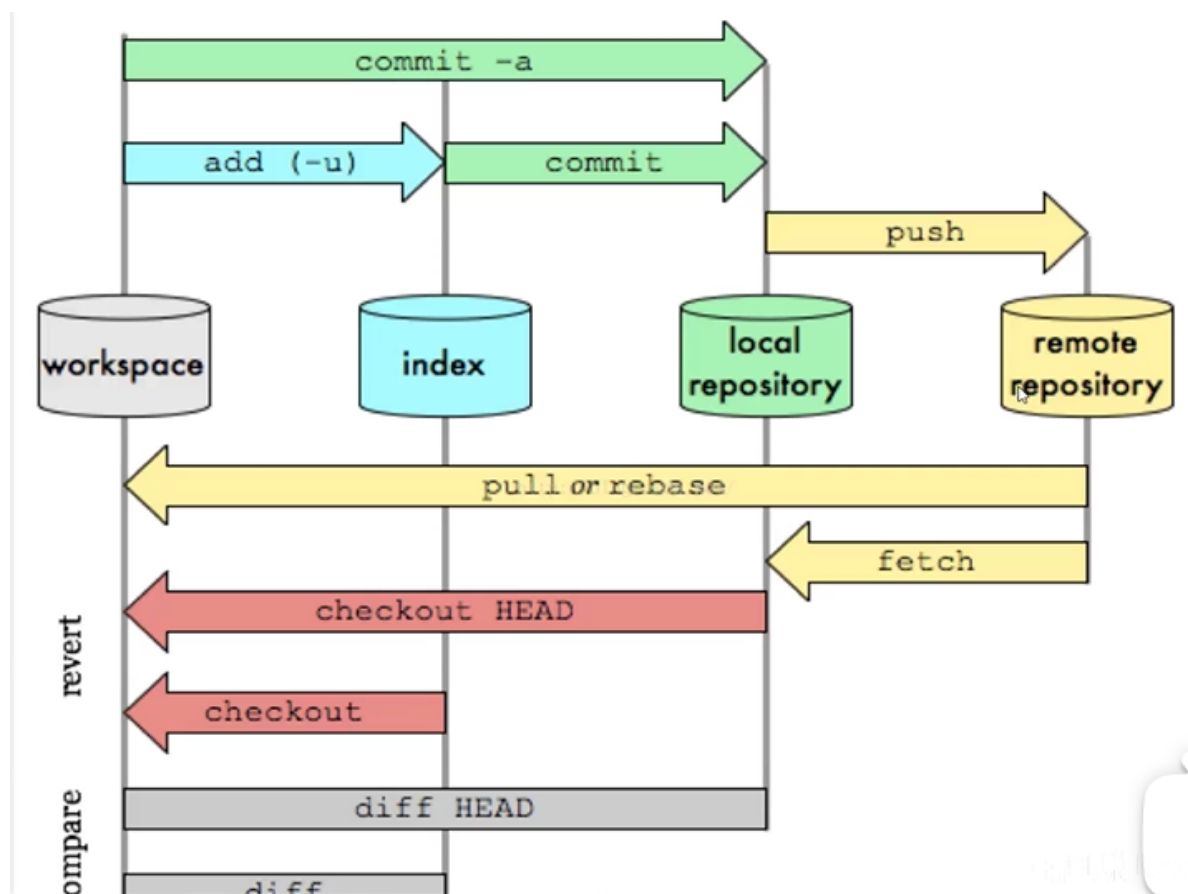 commit -a
add (-u)
commit
push
workspace
index
local
repository
remote
repository
pull or rebase
fetch
revert
checkout HEAD
checkout
ompare
diff HEAD
diff